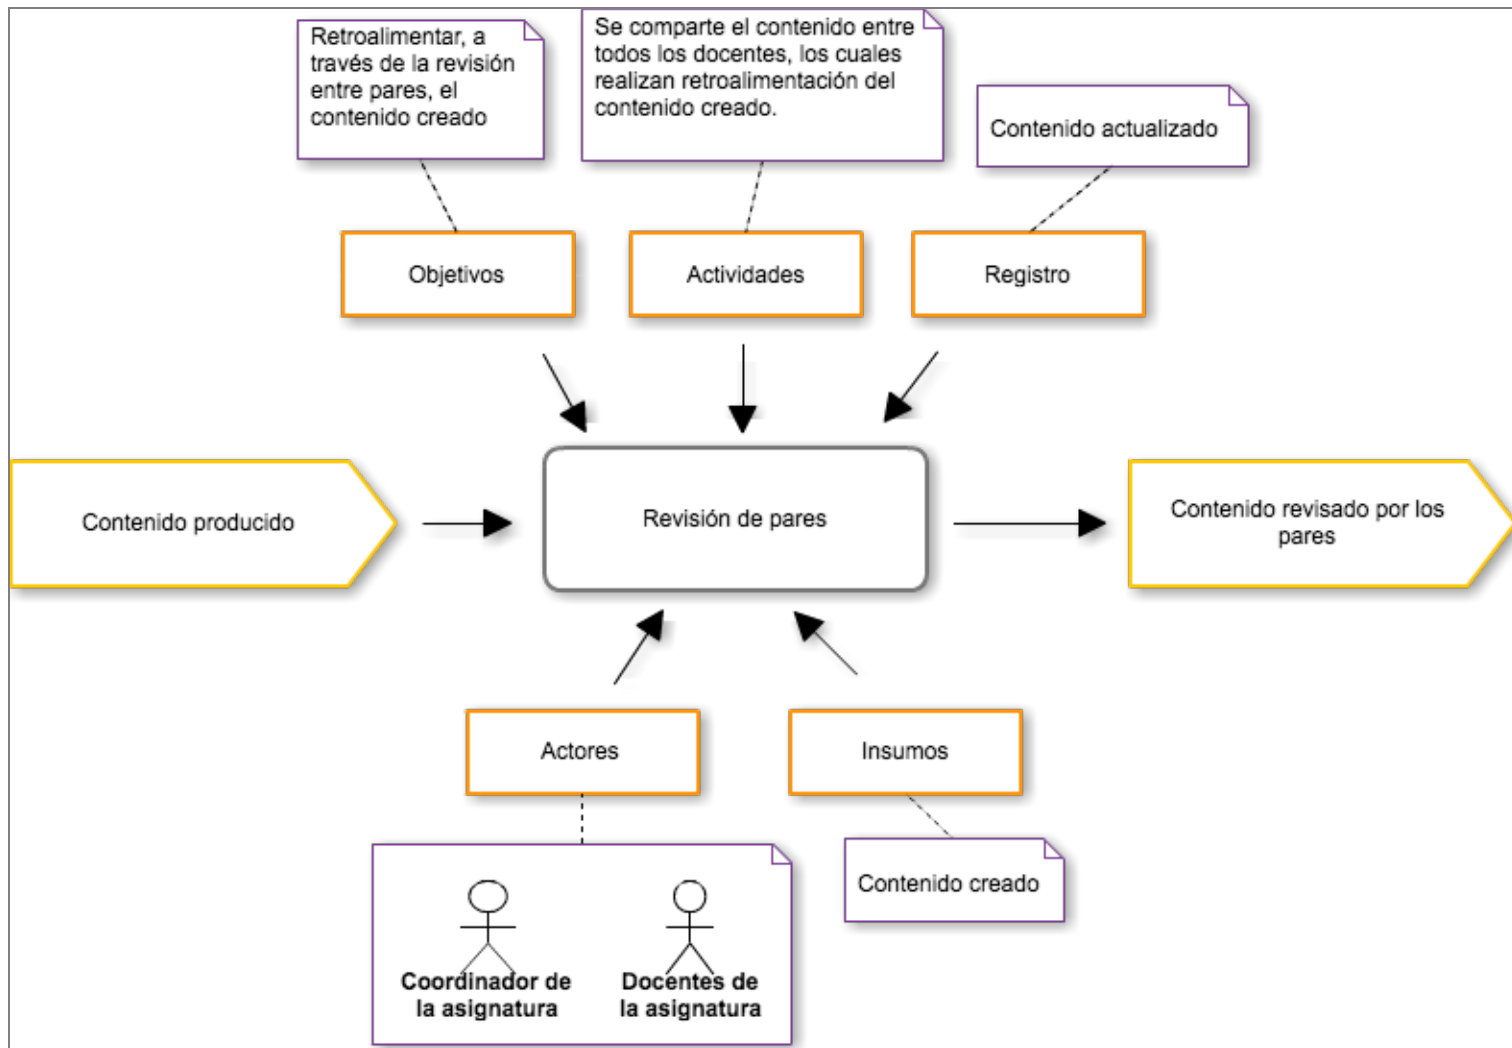 Retroalimentar, a
través de la revisión
entre pares, el
contenido creado
Se comparte el contenido entre
todos los docentes, los cuales
realizan retroalimentación del
contenido creado.
Contenido actualizado
Objetivos
Actividades
Registro
Contenido producido
Revisión de pares
Contenido revisado por los
pares
Actores
Insumos
Contenido creado
Coordinador de
la asignatura
Docentes de
la asignatura